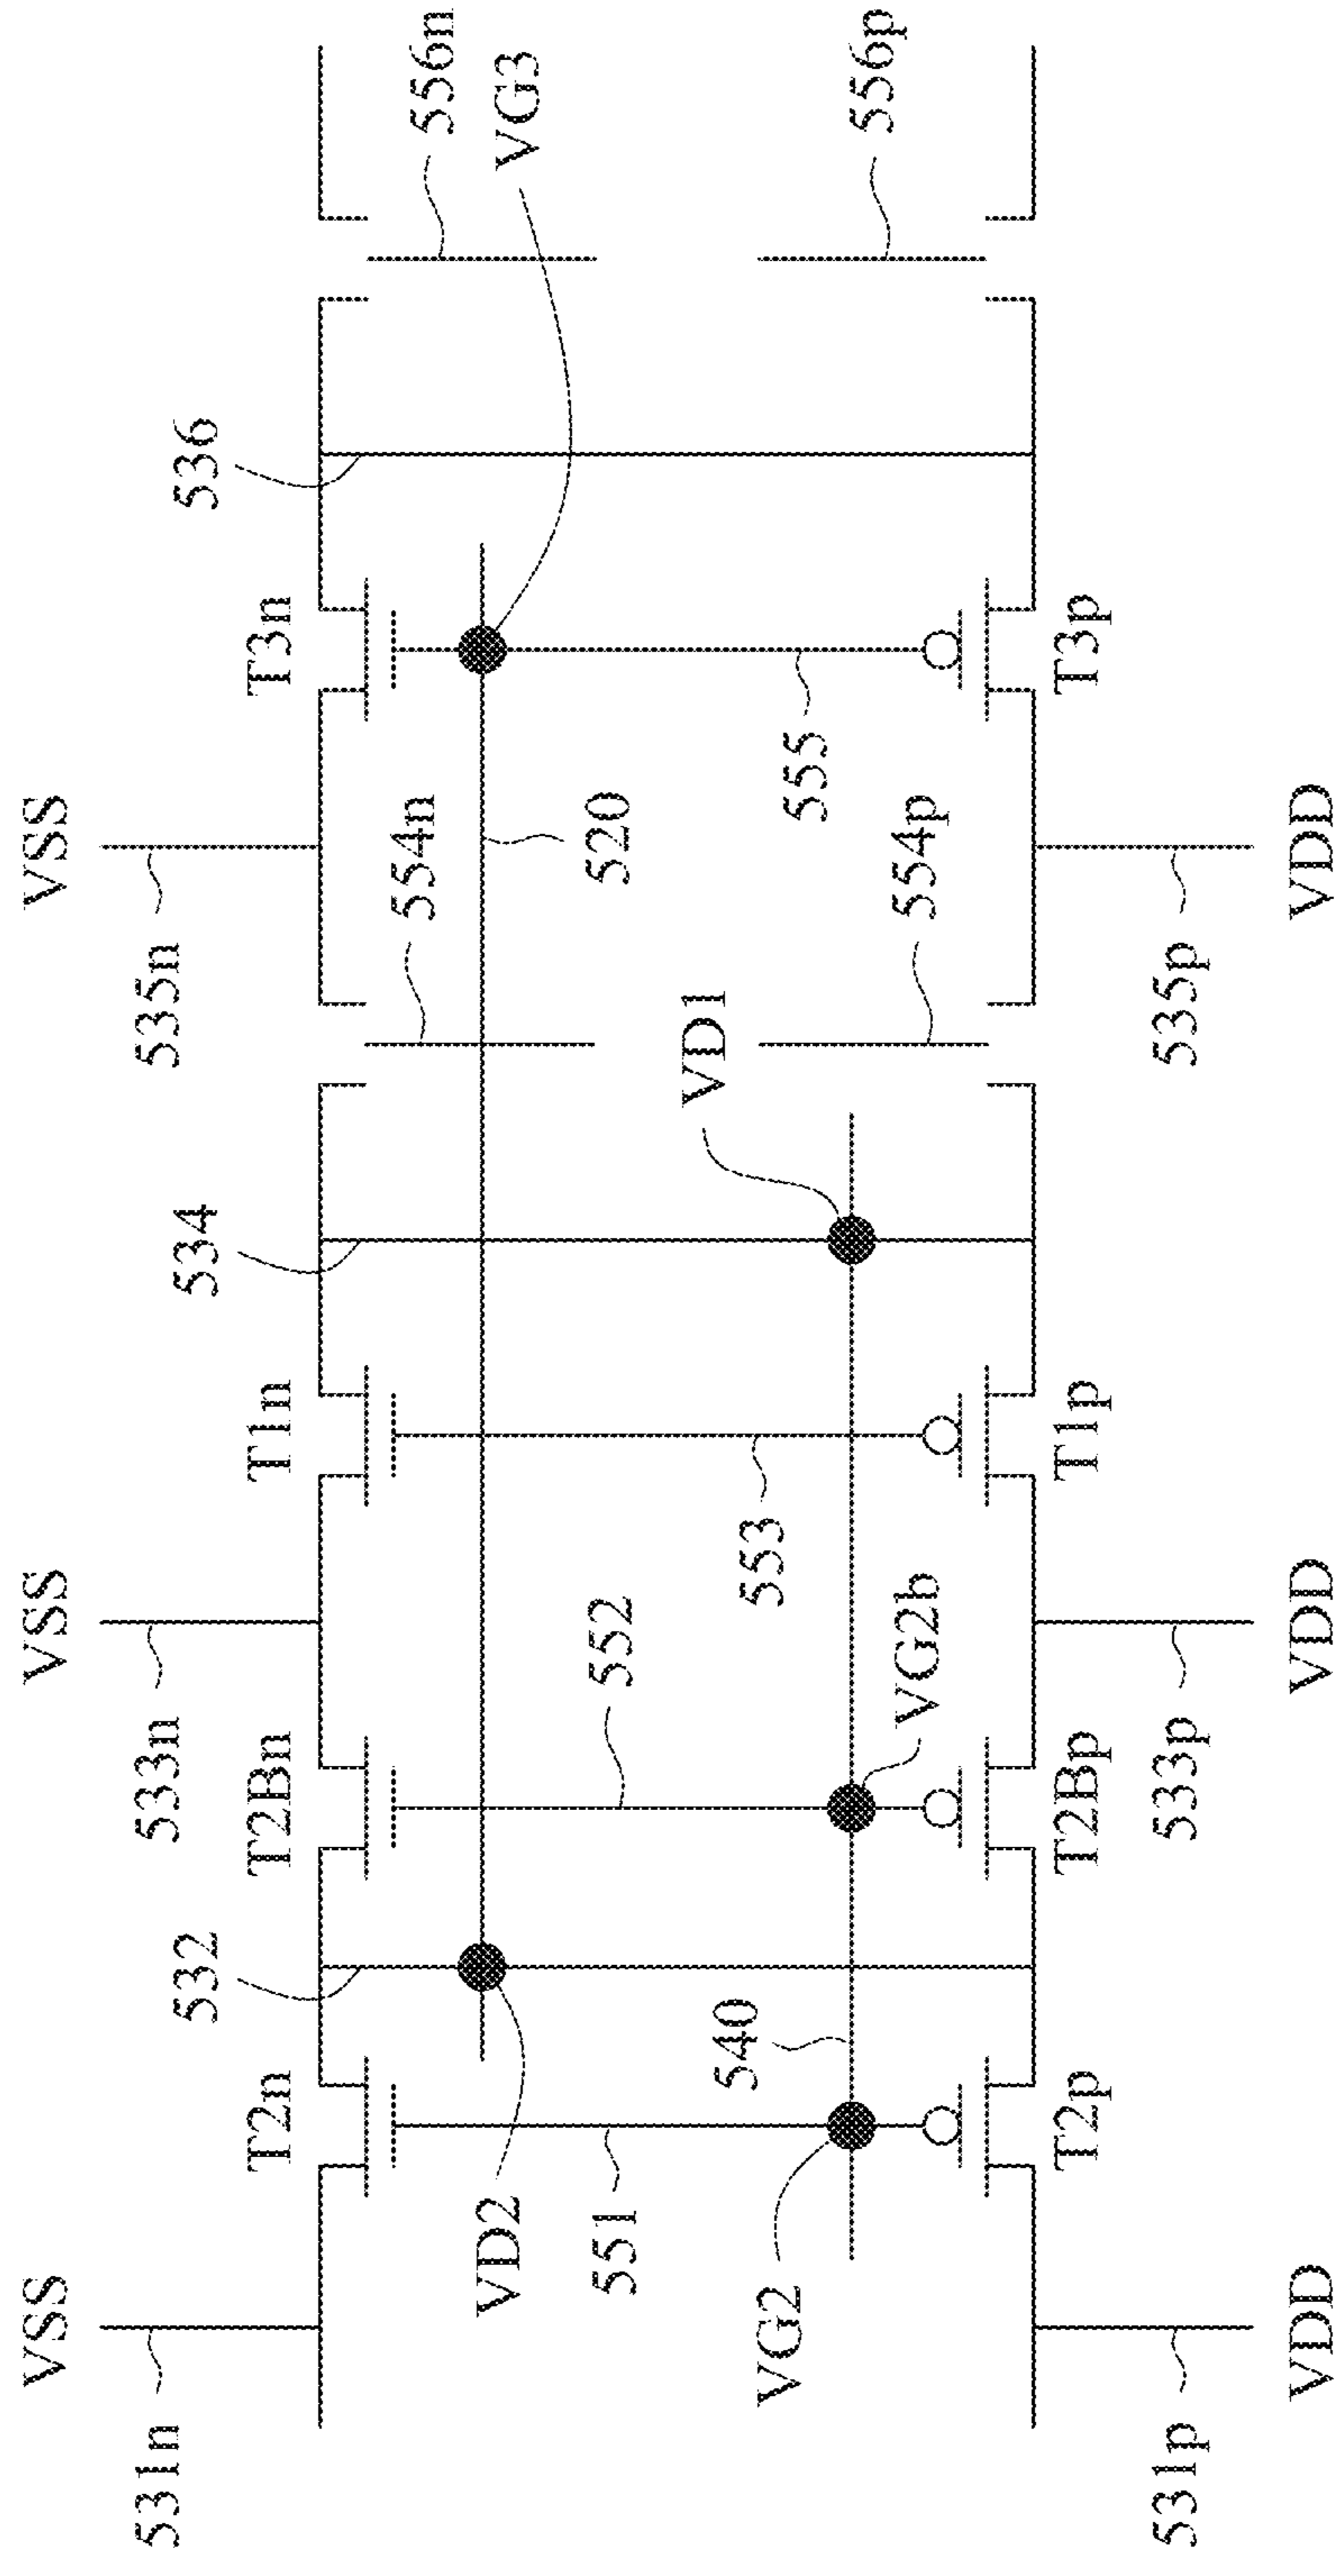 VSS
VSS
VSS
531n
533n
535n
T2n
532
T2Bn
T1n
534
T3n
536
VD2
551
552
554n
520
556n
VG3
VG2
540
553
VD1
555
554p
556p
VG2b
T2p
T2Bp
T1p
T3p
531p
533p
535p
VDD
VDD
VDD